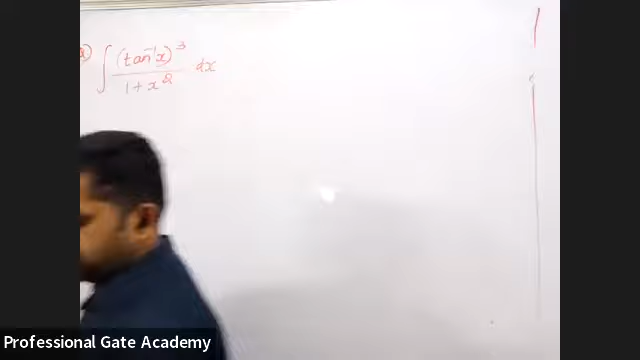 ∫ (tan⁻¹x)³ / 1 + x² dx
Professional Gate Academy